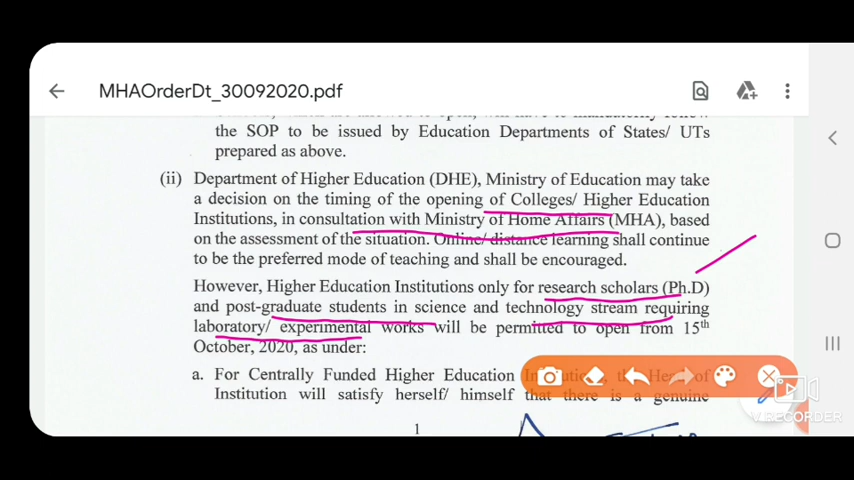 MHAOrderDt_30092020.pdf
the SOP to be issued by Education Departments of States/ UTs
prepared as above.
(ii) Department of Higher Education (DHE), Ministry of Education may take
a decision on the timing of the opening of Colleges/ Higher Education
Institutions, in consultation with Ministry of Home Affairs (MHA), based
on the assessment of the situation. Online/ distance learning shall continue
to be the preferred mode of teaching and shall be encouraged.
However, Higher Education Institutions only for research scholars (Ph.D)
and post-graduate students in science and technology stream requiring
laboratory/ experimental works will be permitted to open from 15th
October, 2020, as under:
a. For Centrally Funded Higher Education the of
Institution will satisfy herself/ himself that there is a genuine
1
V RECORDER